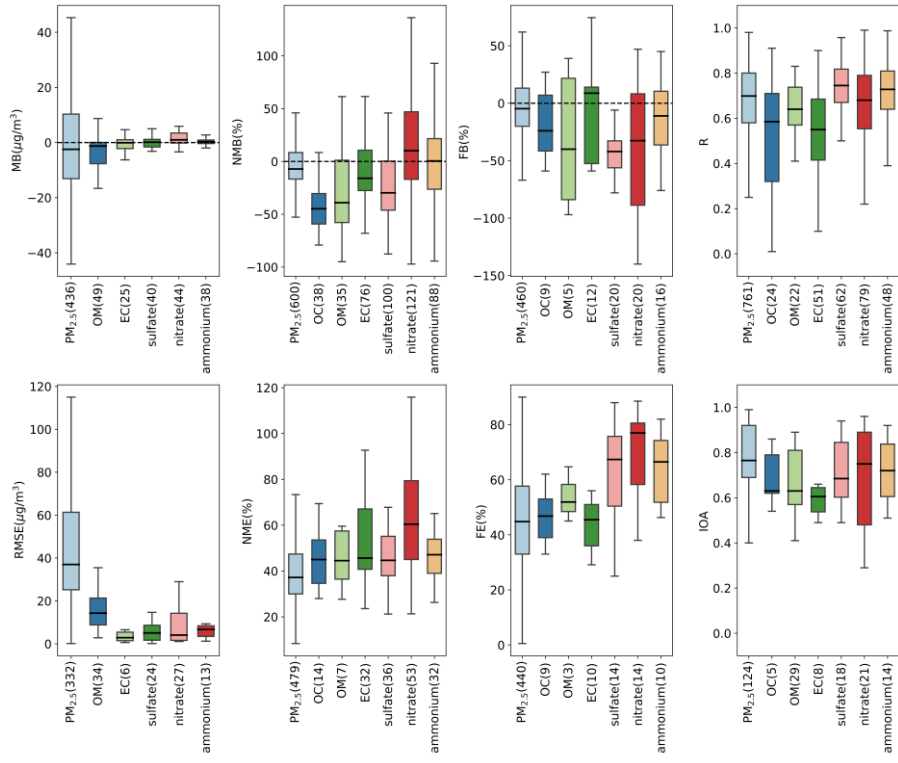 MB(μg/m³)
40
20
0
−20
−40
PM₂.₅(436)
OM(49)
EC(25)
sulfate(40)
nitrate(44)
ammonium(38)
NMB(%)
100
50
0
−50
−100
PM₂.₅(600)
OC(38)
OM(35)
EC(76)
sulfate(100)
nitrate(121)
ammonium(88)
FB(%)
50
0
−50
−100
−150
PM₂.₅(460)
OC(9)
OM(5)
EC(12)
sulfate(20)
nitrate(20)
ammonium(16)
R
1.0
0.8
0.6
0.4
0.2
0.0
PM₂.₅(761)
OC(24)
OM(22)
EC(51)
sulfate(62)
nitrate(79)
ammonium(48)
RMSE(μg/m³)
120
100
80
60
40
20
0
PM₂.₅(332)
OM(34)
EC(6)
sulfate(24)
nitrate(27)
ammonium(13)
NME(%)
120
100
80
60
40
20
PM₂.₅(479)
OC(14)
OM(7)
EC(32)
sulfate(36)
nitrate(53)
ammonium(32)
FE(%)
80
60
40
20
0
PM₂.₅(440)
OC(9)
OM(3)
EC(10)
sulfate(14)
nitrate(14)
ammonium(10)
IOA
1.0
0.8
0.6
0.4
0.2
0.0
PM₂.₅(124)
OC(5)
OM(29)
EC(8)
sulfate(18)
nitrate(21)
ammonium(14)